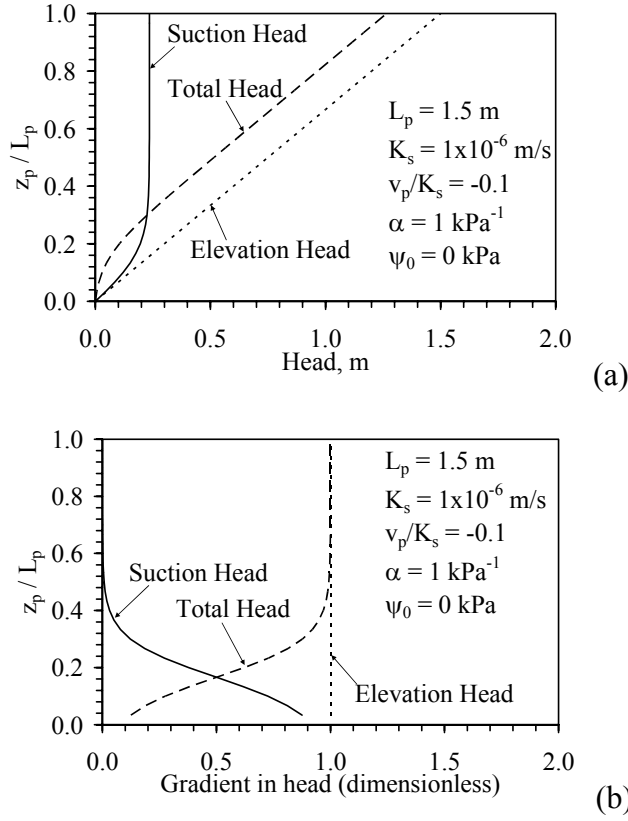 1.0
0.8
0.6
0.4
0.2
0.0
z_p / L_p
Suction Head
Total Head
Elevation Head
L_p = 1.5 m
K_s = 1x10^-6 m/s
v_p/K_s = -0.1
α = 1 kPa^-1
ψ_0 = 0 kPa
0.0 0.5 1.0 1.5 2.0
Head, m
(a)
1.0
0.8
0.6
0.4
0.2
0.0
z_p / L_p
Suction Head
Total Head
Elevation Head
L_p = 1.5 m
K_s = 1x10^-6 m/s
v_p/K_s = -0.1
α = 1 kPa^-1
ψ_0 = 0 kPa
0.0 0.5 1.0 1.5 2.0
Gradient in head (dimensionless)
(b)